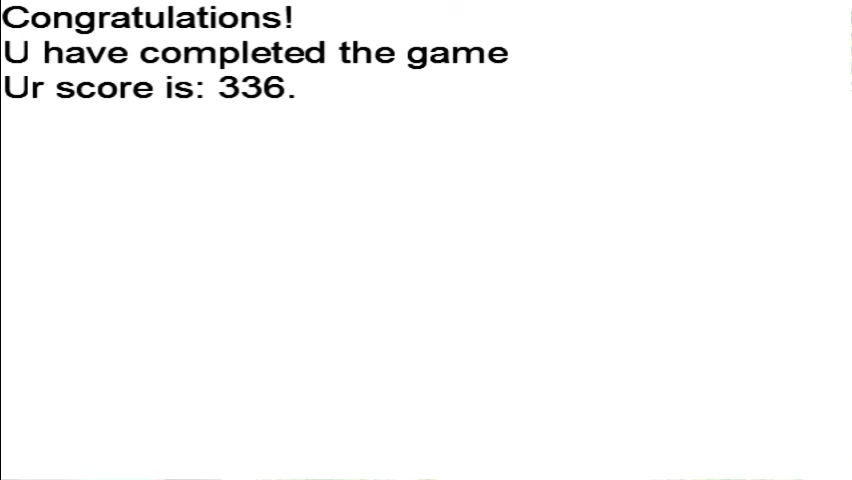 Congratulations!
U have completed the game
Ur score is: 336.